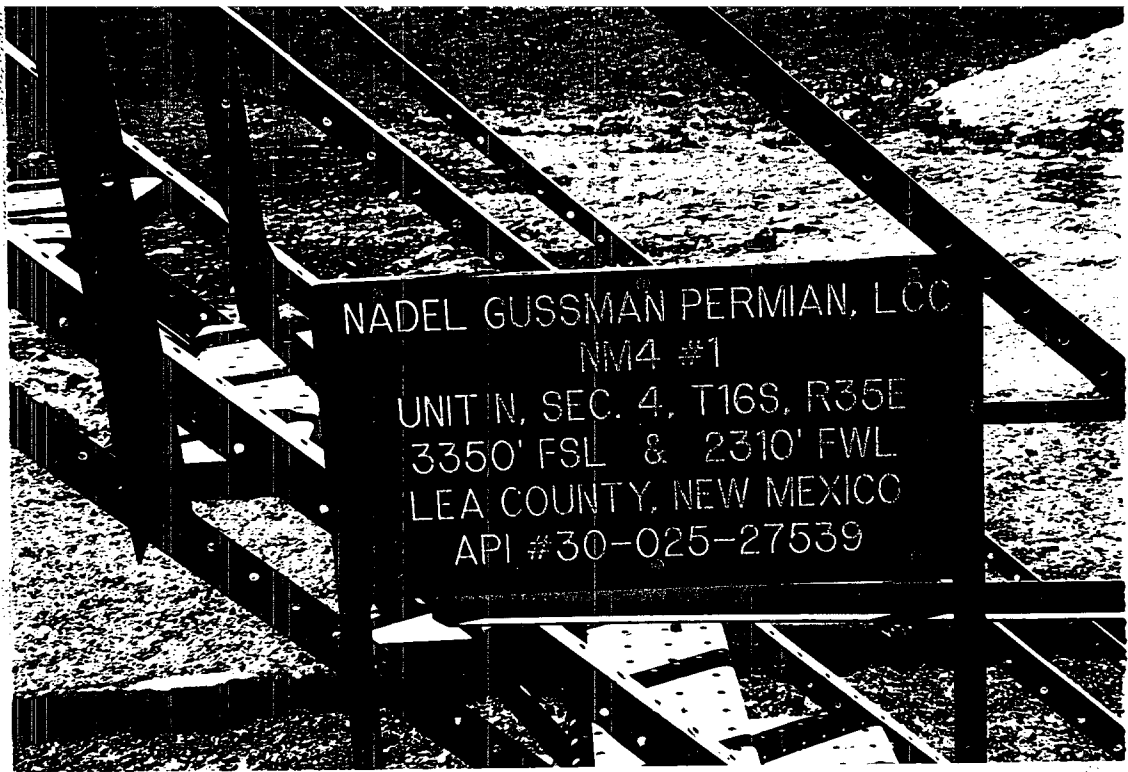 NADEL GUSSMAN PERMIAN, LCC
NM4 #1
UNIT N, SEC. 4, T16S, R35E
3350' FSL & 2310' FWL
LEA COUNTY, NEW MEXICO
API #30-025-27539